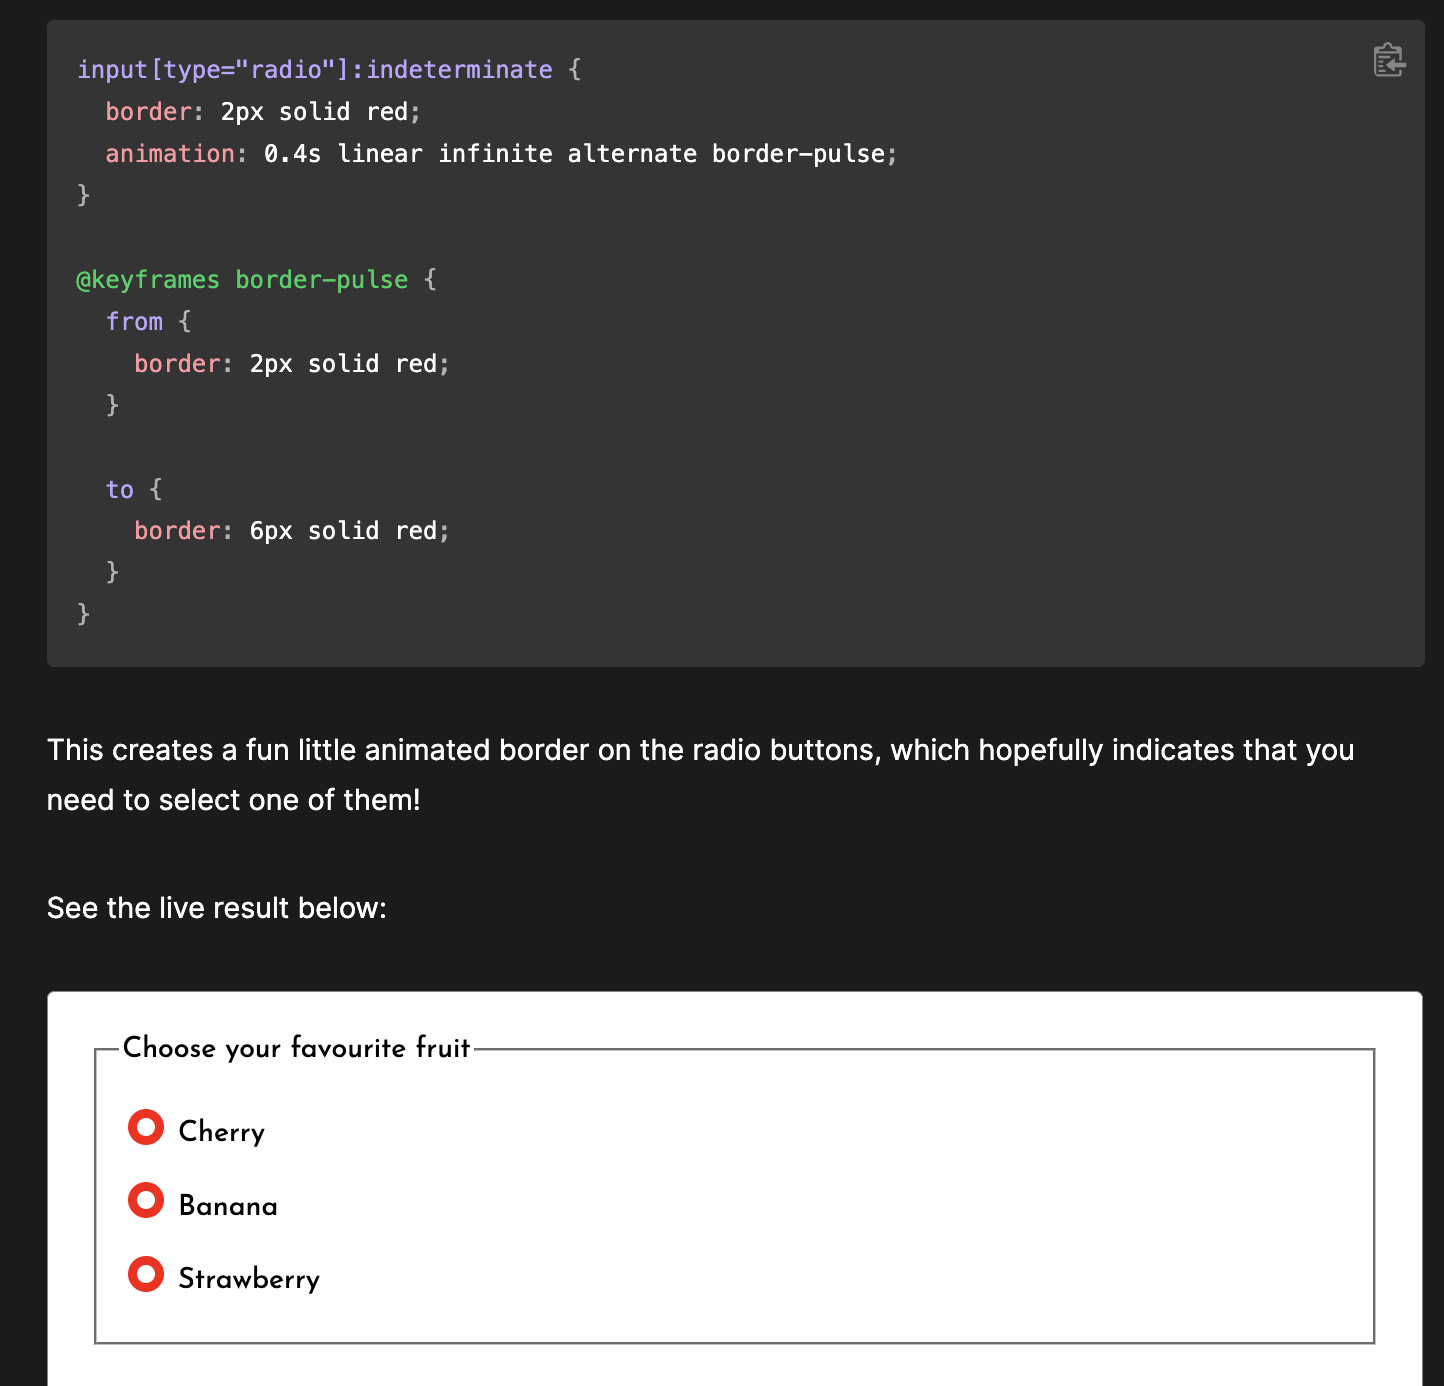 input[type="radio"]:indeterminate {
  border: 2px solid red;
  animation: 0.4s linear infinite alternate border-pulse;
}

@keyframes border-pulse {
  from {
    border: 2px solid red;
  }

  to {
    border: 6px solid red;
  }
}

This creates a fun little animated border on the radio buttons, which hopefully indicates that you
need to select one of them!

See the live result below:

Choose your favourite fruit
Cherry
Banana
Strawberry